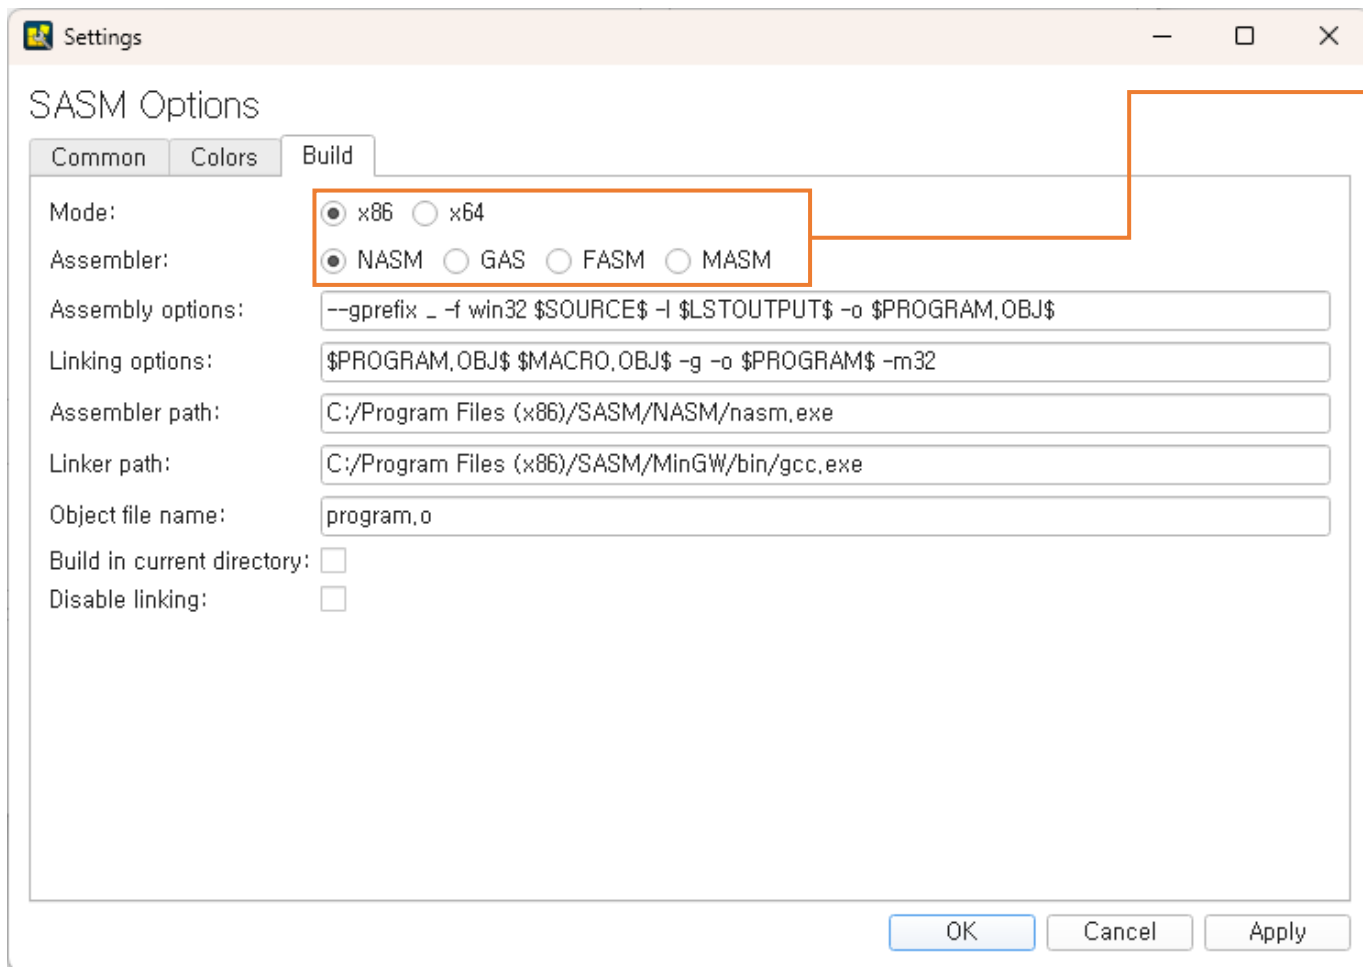 Settings
SASM Options
Common Colors Build
Mode: x86 x64
Assembler: NASM GAS FASM MASM
Assembly options: --gprefix _ -f win32 $SOURCE$ -l $LSTOUTPUT$ -o $PROGRAM.OBJ$
Linking options: $PROGRAM.OBJ$ $MACRO.OBJ$ -g -o $PROGRAM$ -m32
Assembler path: C:/Program Files (x86)/SASM/NASM/nasm.exe
Linker path: C:/Program Files (x86)/SASM/MinGW/bin/gcc.exe
Object file name: program.o
Build in current directory:
Disable linking:
OK Cancel Apply